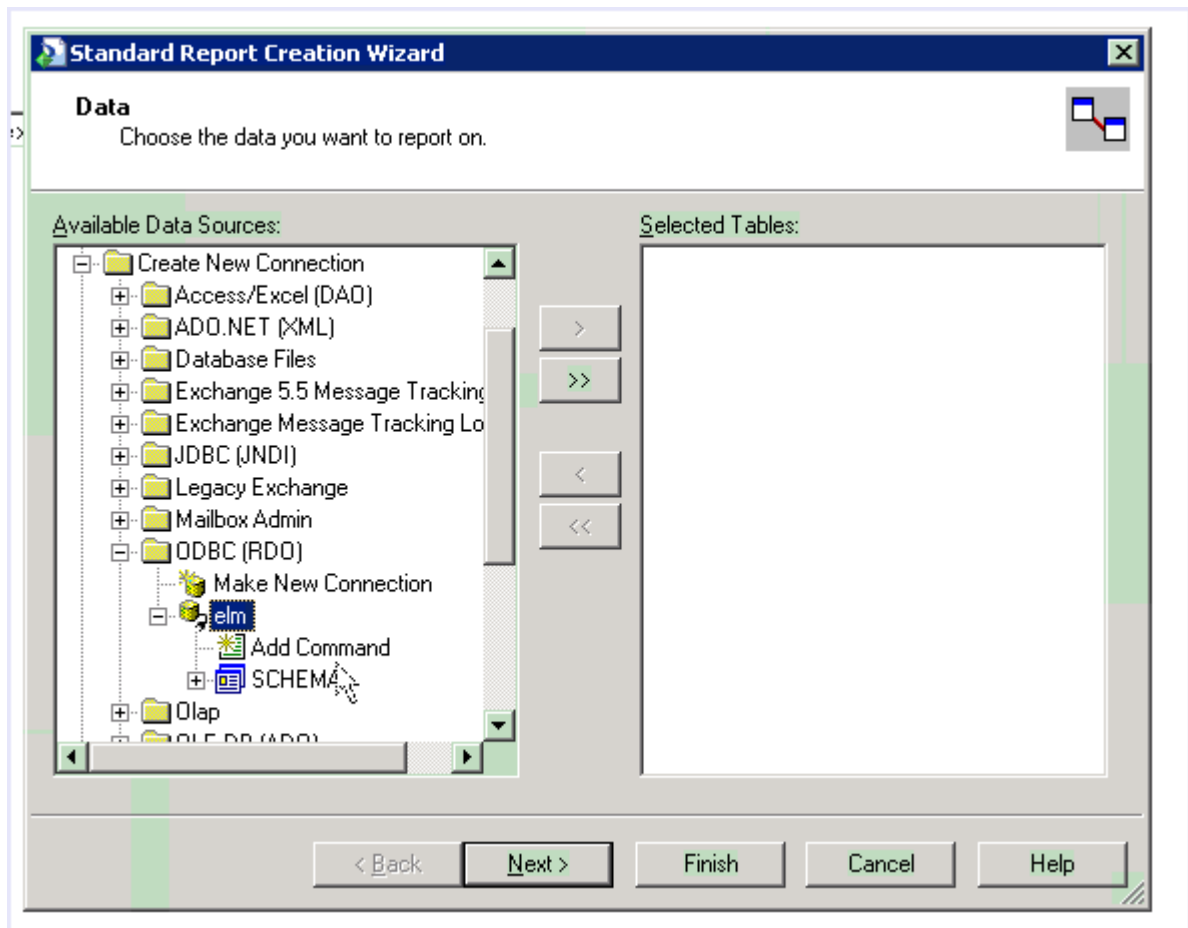 Standard Report Creation Wizard
Data
Choose the data you want to report on.
Available Data Sources:
Selected Tables:
Create New Connection
Access/Excel (DAO)
ADO.NET (XML)
Database Files
Exchange 5.5 Message Tracking
Exchange Message Tracking Lo
JDBC (JNDI)
Legacy Exchange
Mailbox Admin
ODBC (RDO)
Make New Connection
elm
Add Command
SCHEMA
Olap
OLE DB (ADO)
>
>>
<
<<
< Back
Next >
Finish
Cancel
Help